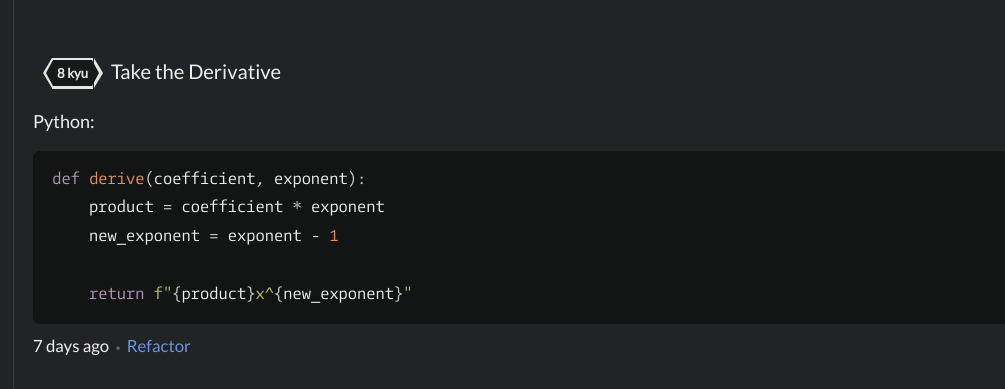 8 kyu Take the Derivative
Python:
def derive(coefficient, exponent):
    product = coefficient * exponent
    new_exponent = exponent - 1
    return f"{product}x^{new_exponent}"
7 days ago • Refactor